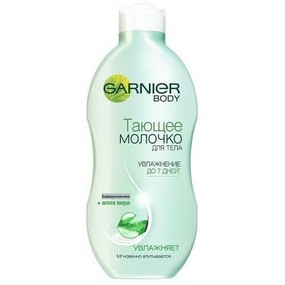 GARNIER
BODY
Тающее
МОЛОЧКО
ДЛЯ ТЕЛА
УВЛАЖНЕНИЕ
ДО 7 ДНЕЙ
+ алоэ вера
УВЛАЖНЯЕТ
Мгновенно впитывается